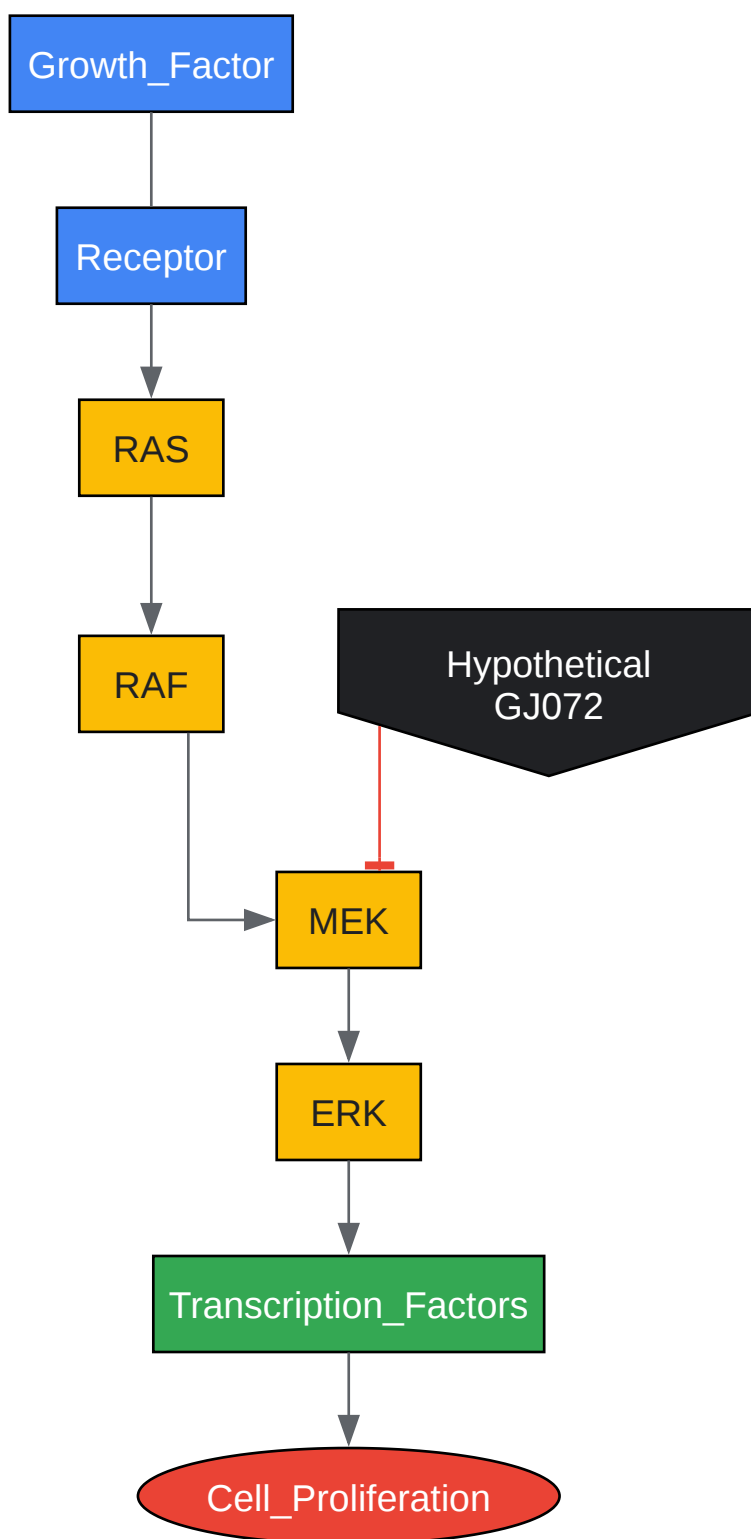 Growth_Factor
Receptor
RAS
RAF
Hypothetical
GJ072
MEK
ERK
Transcription_Factors
Cell_Proliferation